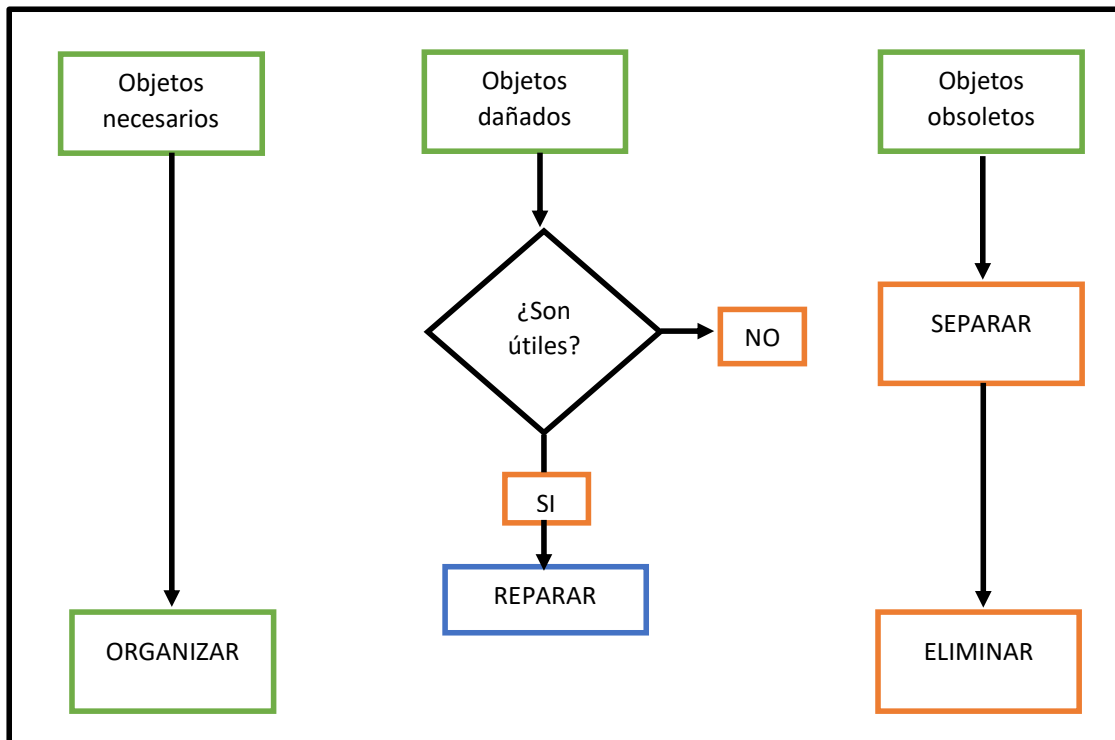 Objetos
necesarios
Objetos
dañados
Objetos
obsoletos
¿Son
útiles?
NO
SEPARAR
SI
REPARAR
ORGANIZAR
ELIMINAR